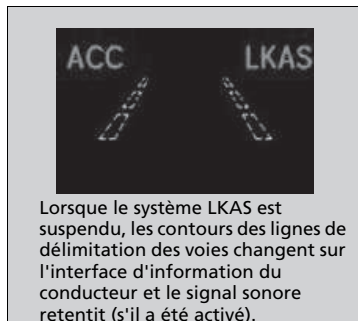 ACC LKAS
Lorsque le système LKAS est
suspendu, les contours des lignes de
délimitation des voies changent sur
l'interface d'information du
conducteur et le signal sonore
retentit (s'il a été activé).